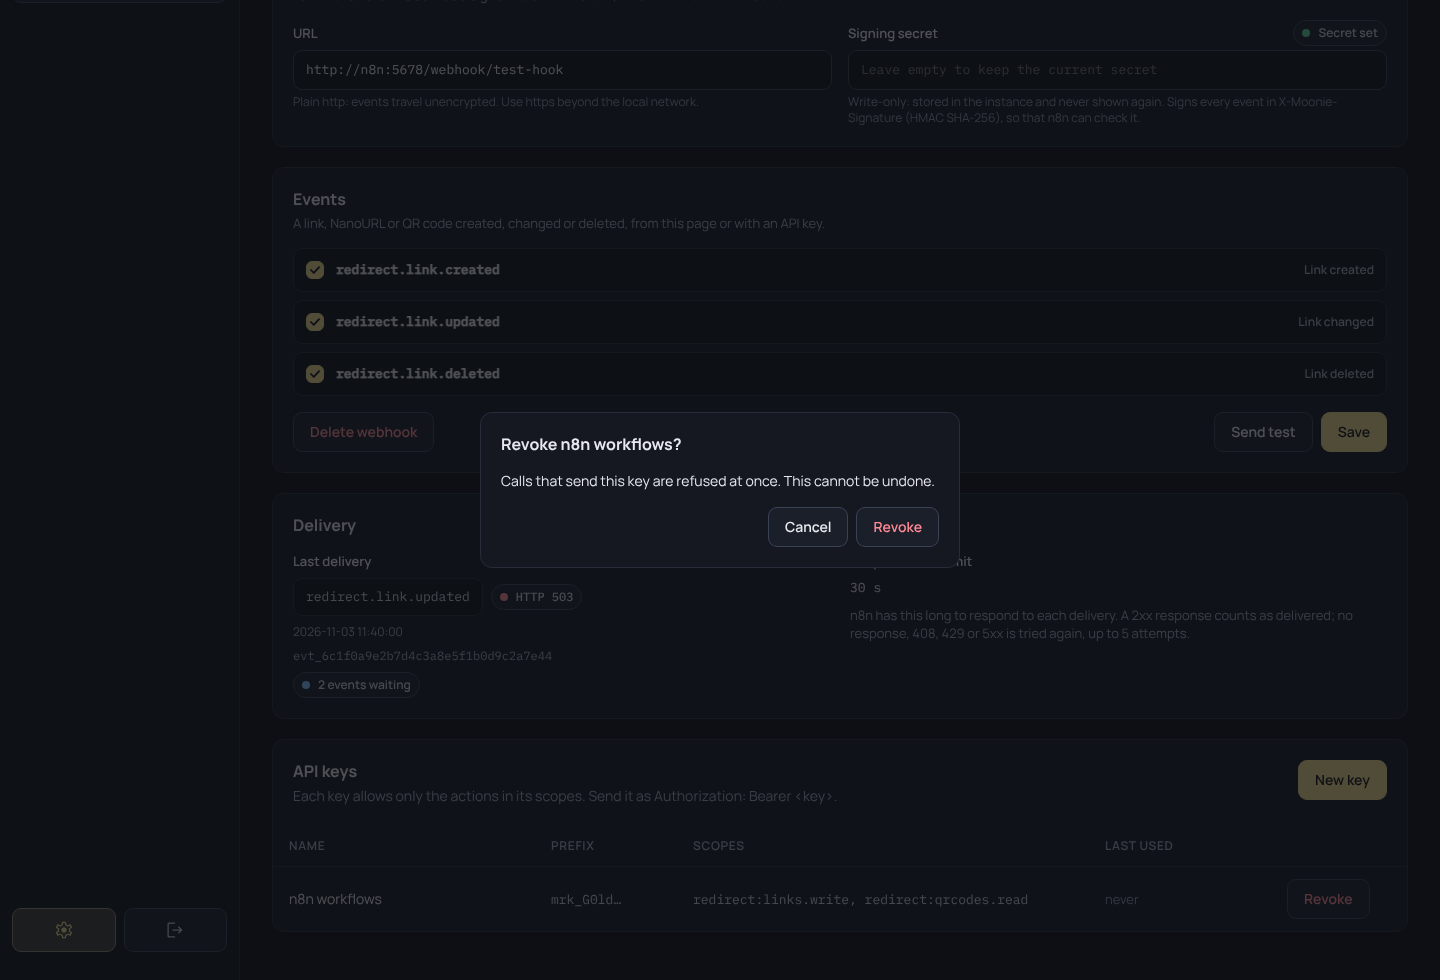 URL
Signing secret
Secret set
http://n8n:5678/webhook/test-hook
Leave empty to keep the current secret
Plain http: events travel unencrypted. Use https beyond the local network.
Write-only: stored in the instance and never shown again. Signs every event in X-Moonie-
Signature (HMAC SHA-256), so that n8n can check it.
Events
A link, NanoURL or QR code created, changed or deleted, from this page or with an API key.
redirect.link.created
Link created
redirect.link.updated
Link changed
redirect.link.deleted
Link deleted
Delete webhook
Send test
Save
Revoke n8n workflows?
Calls that send this key are refused at once. This cannot be undone.
Cancel
Revoke
Delivery
Last delivery
redirect.link.updated
HTTP 503
2026-11-03 11:40:00
evt_6c1f0a9e2b7d4c3a8e5f1b0d9c2a7e44
2 events waiting
30 s
n8n has this long to respond to each delivery. A 2xx response counts as delivered; no
response, 408, 429 or 5xx is tried again, up to 5 attempts.
API keys
Each key allows only the actions in its scopes. Send it as Authorization: Bearer <key>.
New key
NAME
PREFIX
SCOPES
LAST USED
n8n workflows
mrk_G0ld…
redirect:links.write, redirect:qrcodes.read
never
Revoke